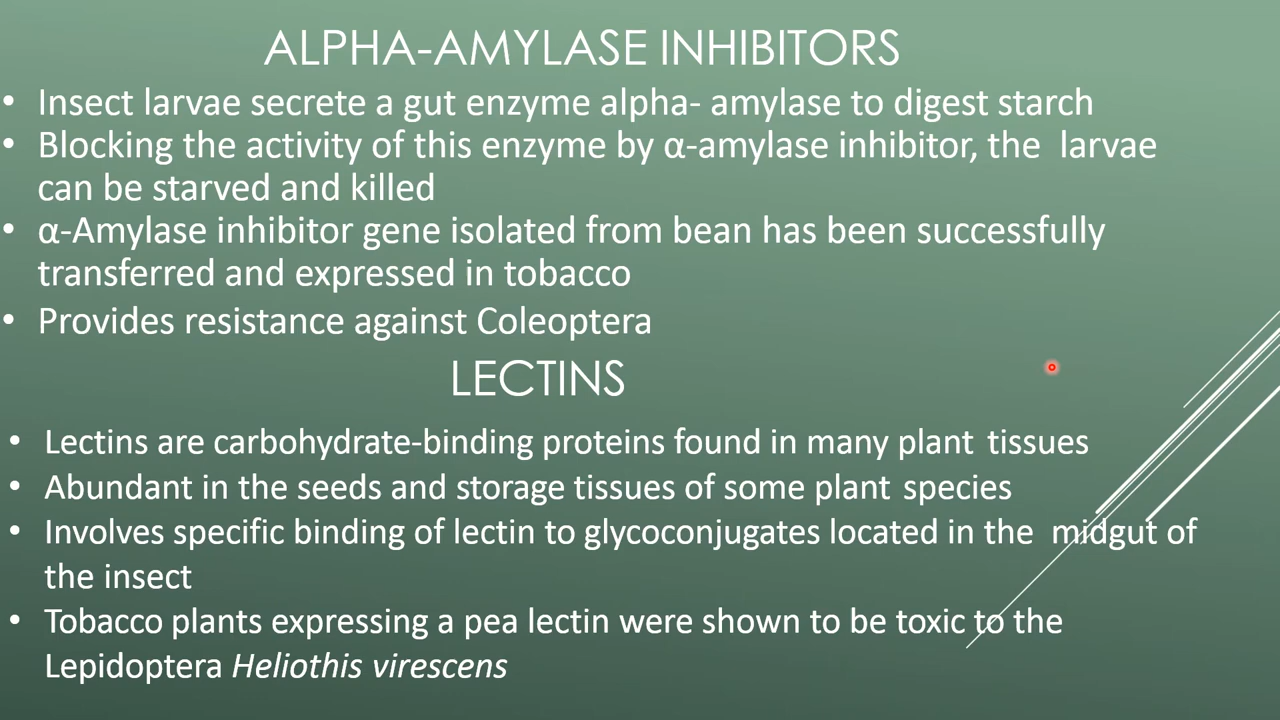 ALPHA-AMYLASE INHIBITORS
• Insect larvae secrete a gut enzyme alpha- amylase to digest starch
• Blocking the activity of this enzyme by α-amylase inhibitor, the larvae
can be starved and killed
• α-Amylase inhibitor gene isolated from bean has been successfully
transferred and expressed in tobacco
• Provides resistance against Coleoptera
LECTINS
• Lectins are carbohydrate-binding proteins found in many plant tissues
• Abundant in the seeds and storage tissues of some plant species
• Involves specific binding of lectin to glycoconjugates located in the midgut of
the insect
• Tobacco plants expressing a pea lectin were shown to be toxic to the
Lepidoptera Heliothis virescens